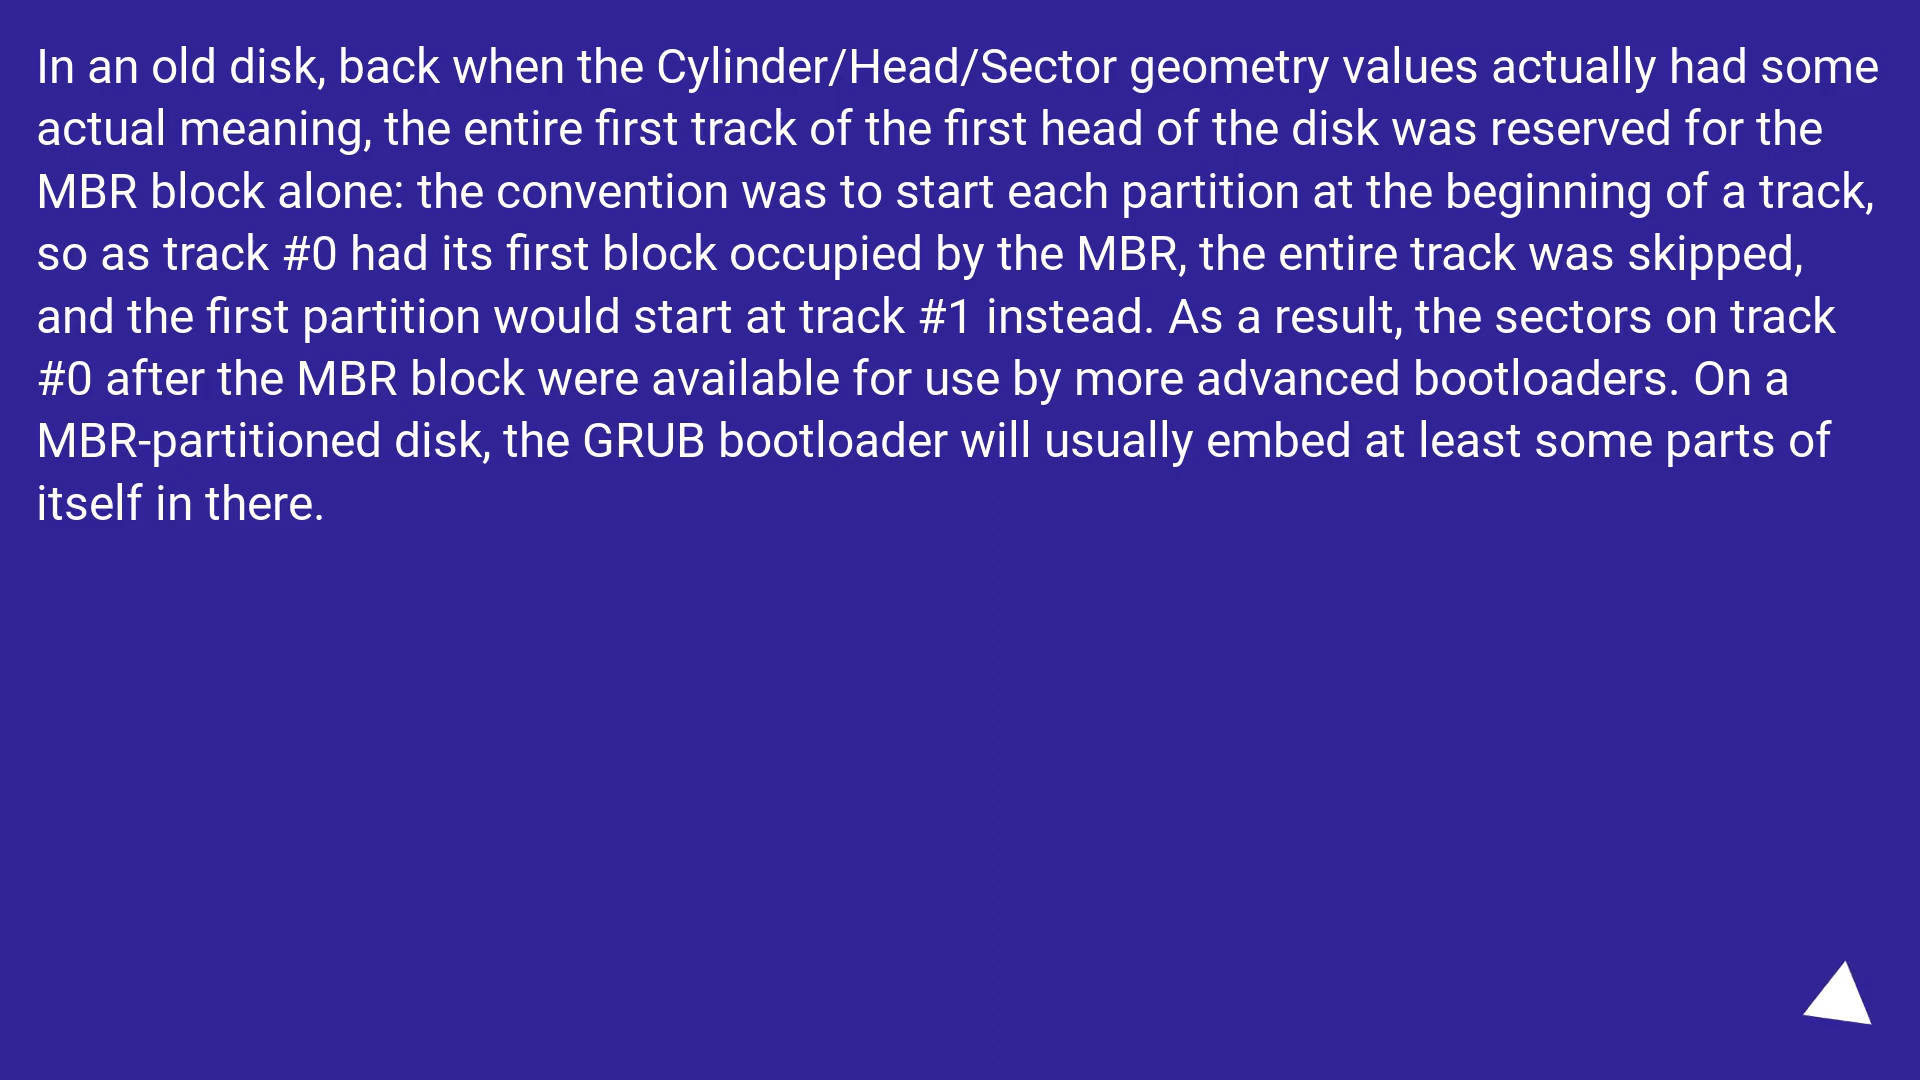 In an old disk, back when the Cylinder/Head/Sector geometry values actually had some
actual meaning, the entire first track of the first head of the disk was reserved for the
MBR block alone: the convention was to start each partition at the beginning of a track,
so as track #0 had its first block occupied by the MBR, the entire track was skipped,
and the first partition would start at track #1 instead. As a result, the sectors on track
#0 after the MBR block were available for use by more advanced bootloaders. On a
MBR-partitioned disk, the GRUB bootloader will usually embed at least some parts of
itself in there.